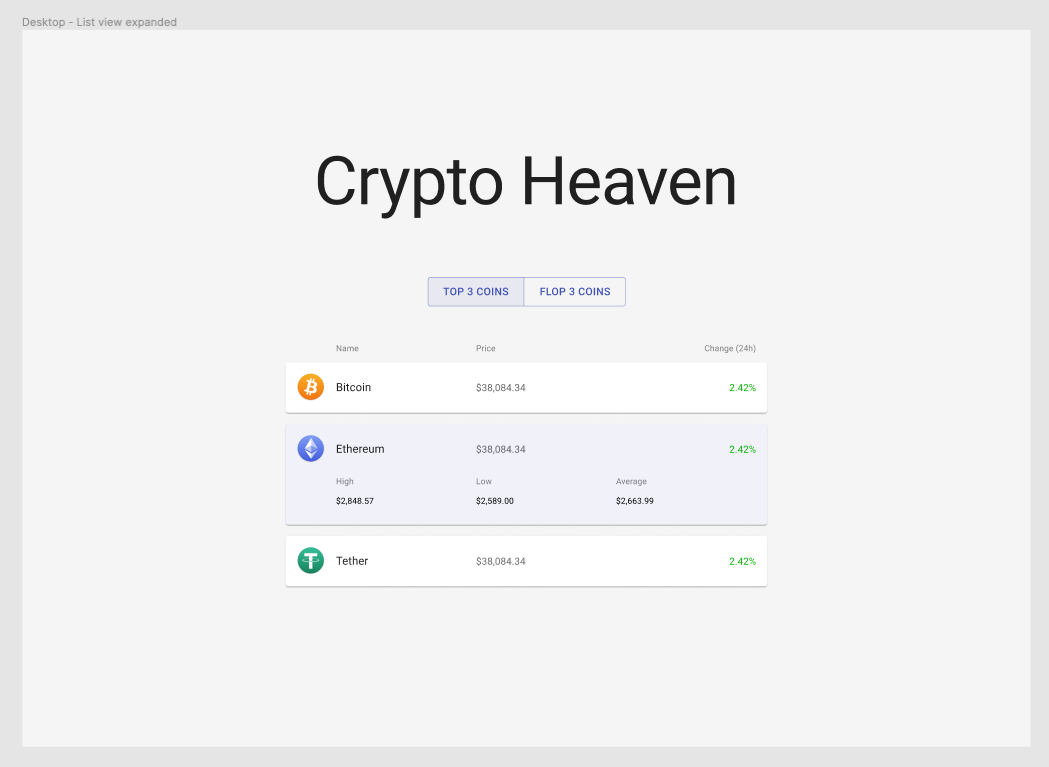 Desktop - List view expanded
Crypto Heaven
TOP 3 COINS FLOP 3 COINS
Name Price Change (24h)
Bitcoin $38,084.34 2.42%
Ethereum $38,084.34 2.42%
High Low Average
$2,848.57 $2,589.00 $2,663.99
Tether $38,084.34 2.42%